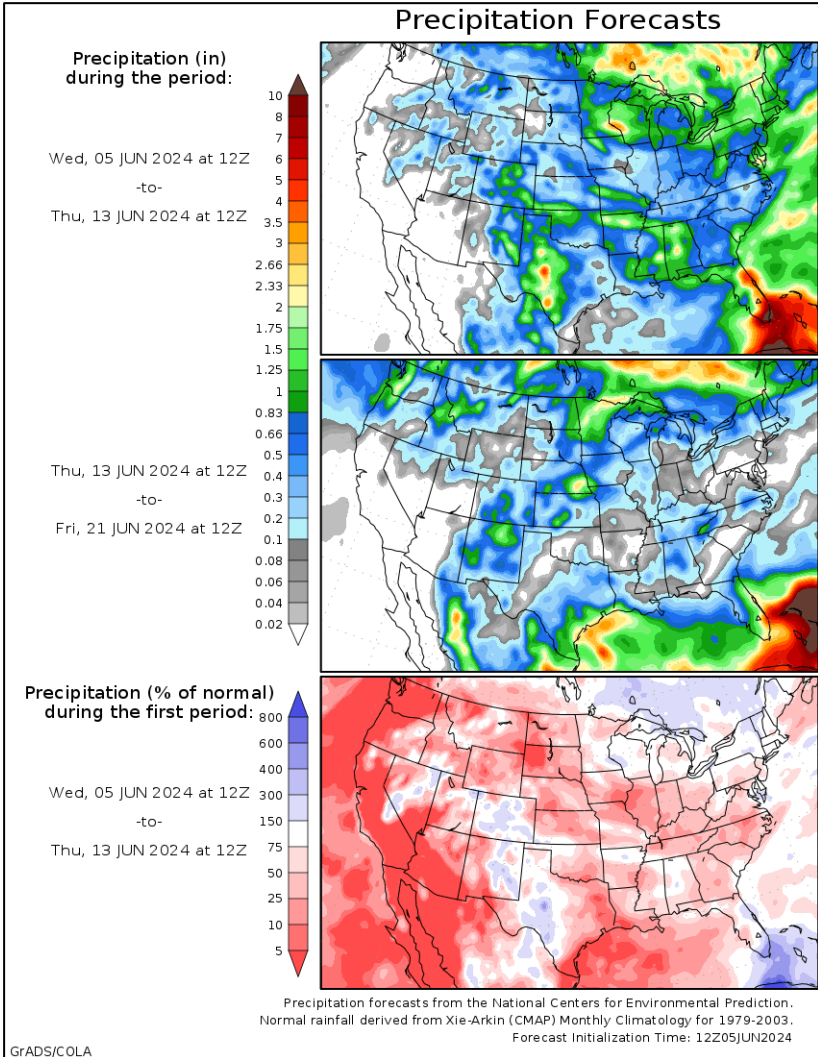 Precipitation Forecasts
Precipitation (in)
during the period:
Wed, 05 JUN 2024 at 12Z
-to-
Thu, 13 JUN 2024 at 12Z
10
8
7
6
5
4
3.5
3
2.66
2.33
2
1.75
1.5
1.25
1
0.83
0.66
0.5
0.4
0.3
0.2
0.1
0.08
0.06
0.04
0.02
Thu, 13 JUN 2024 at 12Z
-to-
Fri, 21 JUN 2024 at 12Z
Precipitation (% of normal)
during the first period:
Wed, 05 JUN 2024 at 12Z
-to-
Thu, 13 JUN 2024 at 12Z
800
600
400
300
150
75
50
25
10
5
Precipitation forecasts from the National Centers for Environmental Prediction.
Normal rainfall derived from Xie-Arkin (CMAP) Monthly Climatology for 1979-2003.
Forecast Initialization Time: 12Z05JUN2024
GrADS/COLA